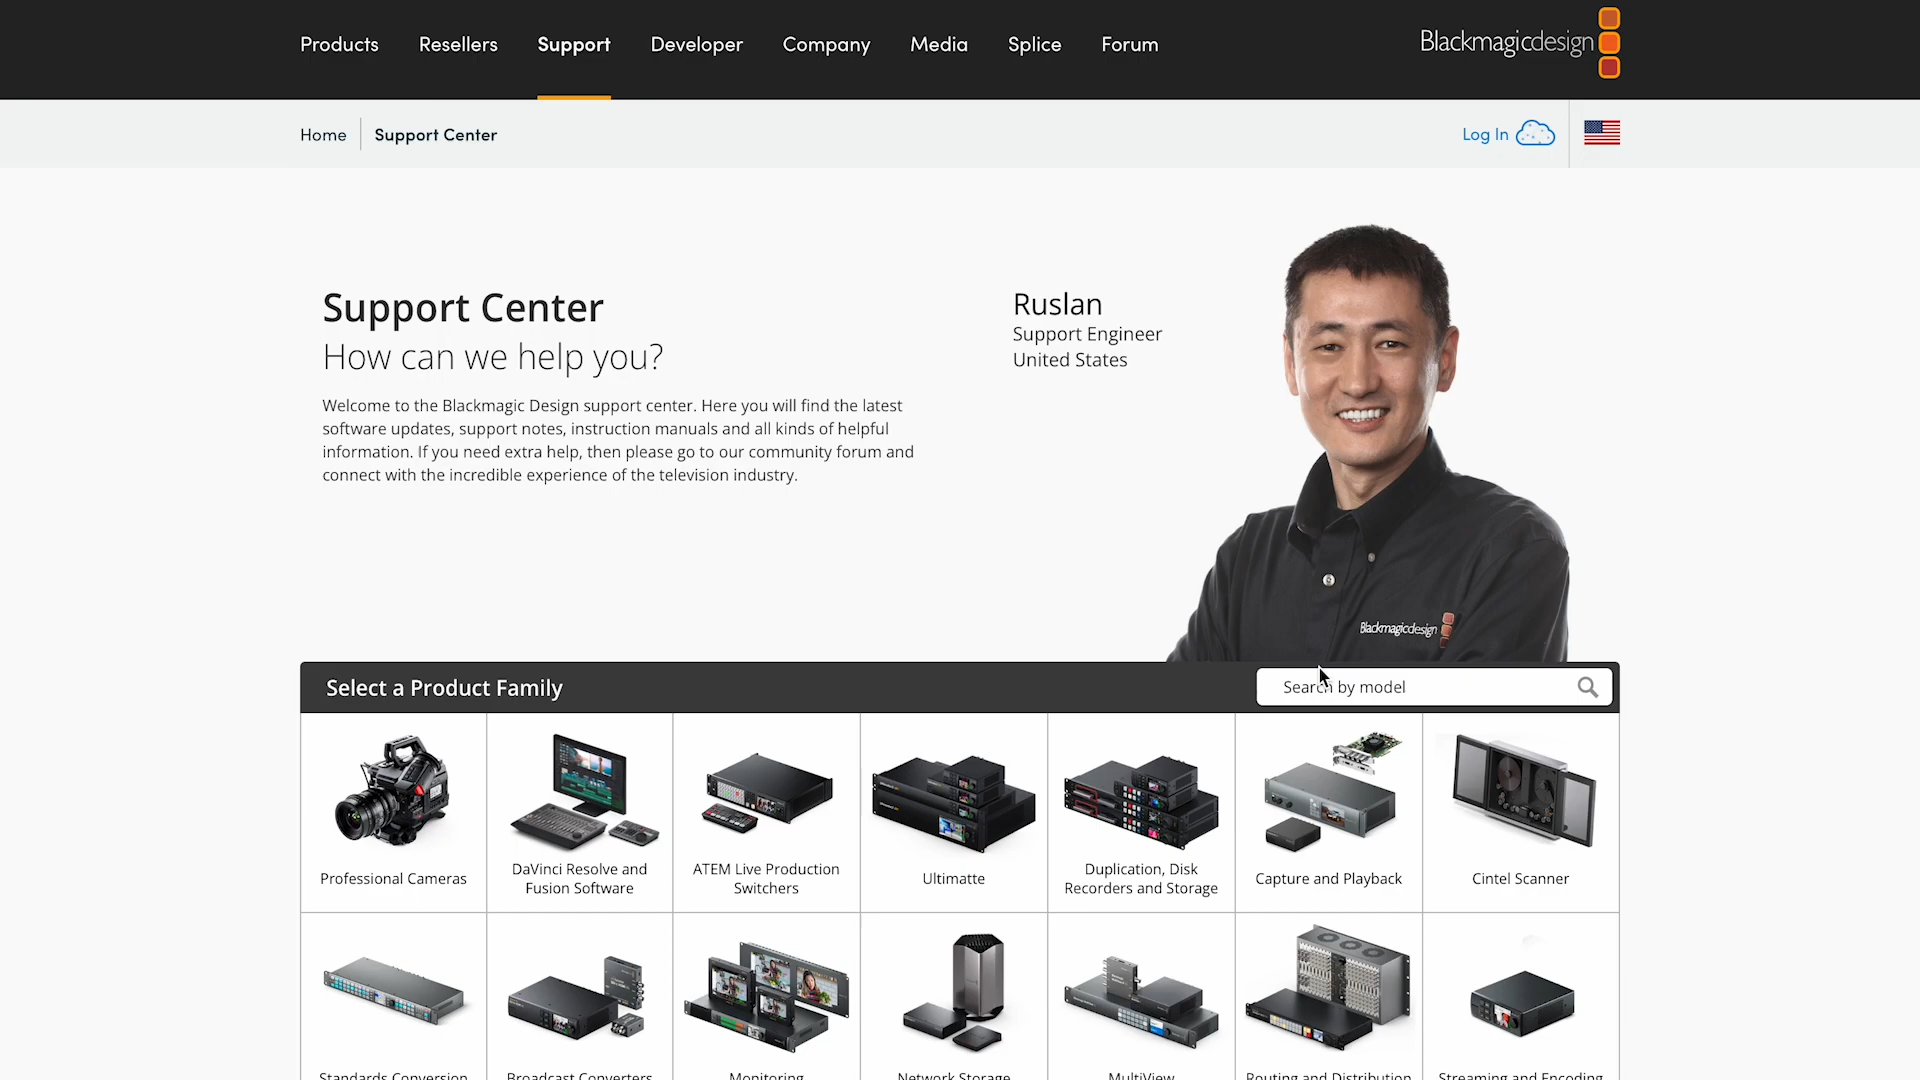 Products Resellers Support Developer Company Media Splice Forum Blackmagicdesign
Home Support Center Log In
Support Center
How can we help you?
Welcome to the Blackmagic Design support center. Here you will find the latest
software updates, support notes, instruction manuals and all kinds of helpful
information. If you need extra help, then please go to our community forum and
connect with the incredible experience of the television industry.
Ruslan
Support Engineer
United States
Blackmagicdesign
Select a Product Family
Search by model
Professional Cameras
DaVinci Resolve and
Fusion Software
ATEM Live Production
Switchers
Ultimatte
Duplication, Disk
Recorders and Storage
Capture and Playback
Cintel Scanner
Standards Conversion
Broadcast Converters
Monitoring
Network Storage
MultiView
Routing and Distribution
Streaming and Encoding